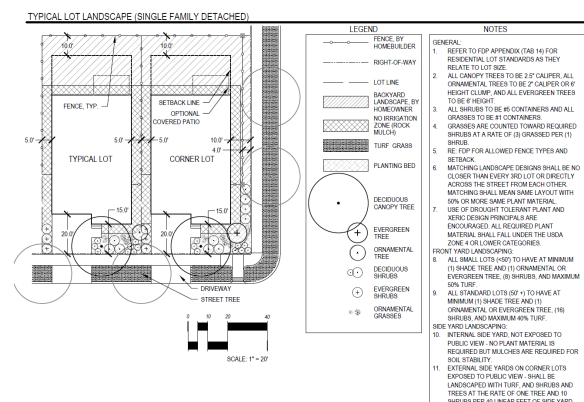 TYPICAL LOT LANDSCAPE (SINGLE FAMILY DETACHED)
10.0'
10.0'
FENCE, TYP.
SETBACK LINE
OPTIONAL
COVERED PATIO
5.0'
5.0'
5.0'
10.0'
4.0'
TYPICAL LOT
CORNER LOT
15.0'
15.0'
20.0'
20.0'
DRIVEWAY
STREET TREE
0 10 20 40
SCALE: 1" = 20'
LEGEND
FENCE, BY
HOMEBUILDER
RIGHT-OF-WAY
LOT LINE
BACKYARD
LANDSCAPE, BY
HOMEOWNER
NO IRRIGATION
ZONE (ROCK
MULCH)
TURF GRASS
PLANTING BED
DECIDUOUS
CANOPY TREE
EVERGREEN
TREE
ORNAMENTAL
TREE
DECIDUOUS
SHRUBS
EVERGREEN
SHRUBS
ORNAMENTAL
GRASSES
NOTES
GENERAL:
1. REFER TO FDP APPENDIX (TAB 14) FOR
RESIDENTIAL LOT STANDARDS AS THEY
RELATE TO LOT SIZE.
2. ALL CANOPY TREES TO BE 2.5" CALIPER, ALL
ORNAMENTAL TREES TO BE 2" CALIPER OR 6'
HEIGHT CLUMP, AND ALL EVERGREEN TREES
TO BE 6' HEIGHT.
3. ALL SHRUBS TO BE #5 CONTAINERS AND ALL
GRASSES TO BE #1 CONTAINERS.
4. GRASSES ARE COUNTED TOWARD REQUIRED
SHRUBS AT A RATE OF (3) GRASSED PER (1)
SHRUB.
5. RE: FDP FOR ALLOWED FENCE TYPES AND
SETBACK.
6. MATCHING LANDSCAPE DESIGNS SHALL BE NO
CLOSER THAN EVERY 3RD LOT OR DIRECTLY
ACROSS THE STREET FROM EACH OTHER.
MATCHING SHALL MEAN SAME LAYOUT WITH
50% OR MORE SAME PLANT MATERIAL.
7. USE OF DROUGHT TOLERANT PLANT AND
XERIC DESIGN PRINCIPALS ARE
ENCOURAGED. ALL REQUIRED PLANT
MATERIAL SHALL FALL UNDER THE USDA
ZONE 4 OR LOWER CATEGORIES.
FRONT YARD LANDSCAPING:
8. ALL SMALL LOTS (<50') TO HAVE AT MINIMUM
(1) SHADE TREE AND (1) ORNAMENTAL OR
EVERGREEN TREE, (8) SHRUBS, AND MAXIMUM
50% TURF.
9. ALL STANDARD LOTS (50' +) TO HAVE AT
MINIMUM (1) SHADE TREE AND (1)
ORNAMENTAL OR EVERGREEN TREE, (16)
SHRUBS, AND MAXIMUM 40% TURF.
SIDE YARD LANDSCAPING:
10. INTERNAL SIDE YARD, NOT EXPOSED TO
PUBLIC VIEW - NO PLANT MATERIAL IS
REQUIRED BUT MULCHES ARE REQUIRED FOR
SOIL STABILITY.
11. EXTERNAL SIDE YARDS ON CORNER LOTS
EXPOSED TO PUBLIC VIEW - SHALL BE
LANDSCAPED WITH TURF, AND SHRUBS AND
TREES AT THE RATE OF ONE TREE AND 10
SHRUBS PER 40 LINEAR FEET OF SIDE YARD